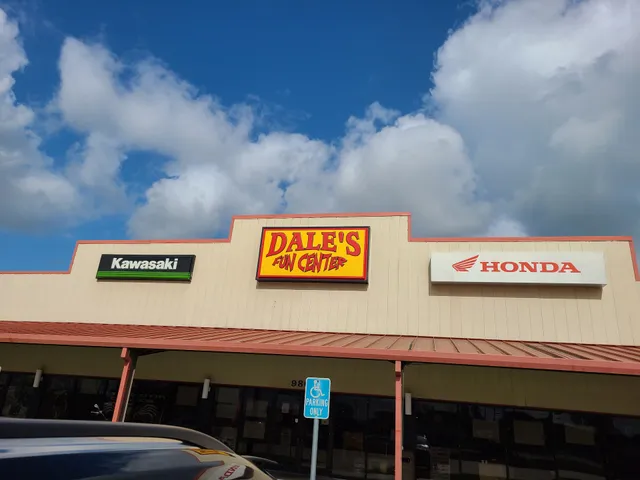 Kawasaki
DALE'S
FUN CENTER
HONDA
PARKING
ONLY